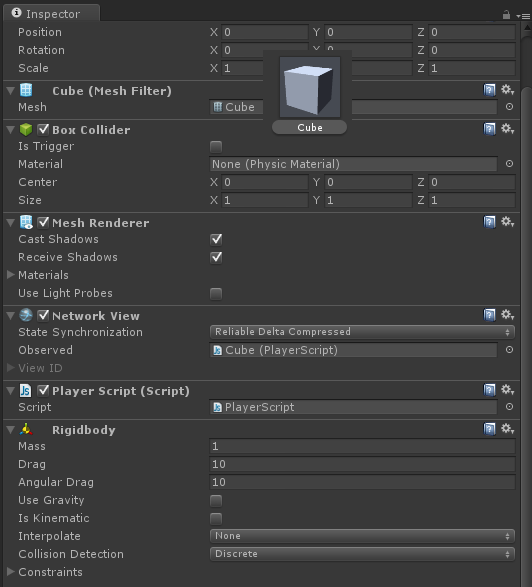 Inspector
Position X 0 Y 0 Z 0
Rotation X 0 Y 0 Z 0
Scale X 1 Z 1
Cube (Mesh Filter)
Mesh Cube
Cube
Box Collider
Is Trigger
Material None (Physic Material)
Center X 0 Y 0 Z 0
Size X 1 Y 1 Z 1
Mesh Renderer
Cast Shadows
Receive Shadows
Materials
Use Light Probes
Network View
State Synchronization Reliable Delta Compressed
Observed Cube (PlayerScript)
View ID
Player Script (Script)
Script PlayerScript
Rigidbody
Mass 1
Drag 10
Angular Drag 10
Use Gravity
Is Kinematic
Interpolate None
Collision Detection Discrete
Constraints